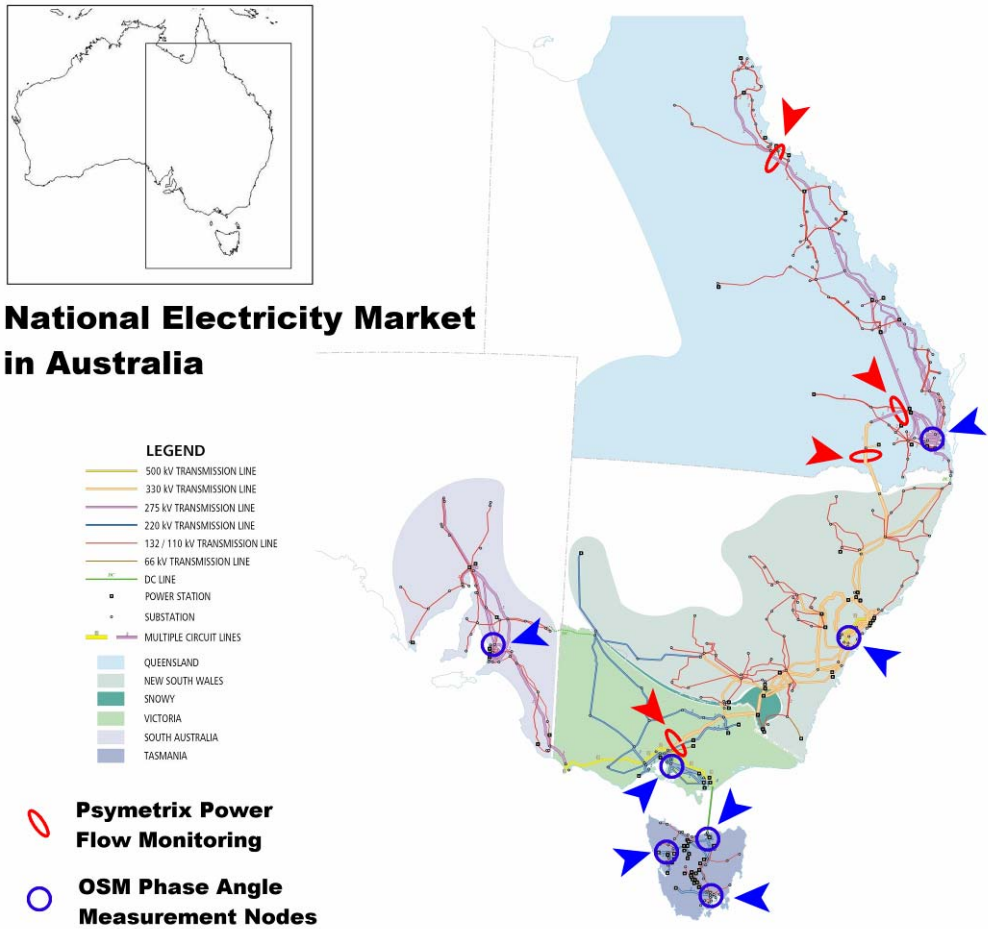 National Electricity Market
in Australia
LEGEND
500 kV TRANSMISSION LINE
330 kV TRANSMISSION LINE
275 kV TRANSMISSION LINE
220 kV TRANSMISSION LINE
132 / 110 kV TRANSMISSION LINE
66 kV TRANSMISSION LINE
DC LINE
POWER STATION
SUBSTATION
MULTIPLE CIRCUIT LINES
QUEENSLAND
NEW SOUTH WALES
SNOWY
VICTORIA
SOUTH AUSTRALIA
TASMANIA
Psymetrix Power
Flow Monitoring
OSM Phase Angle
Measurement Nodes